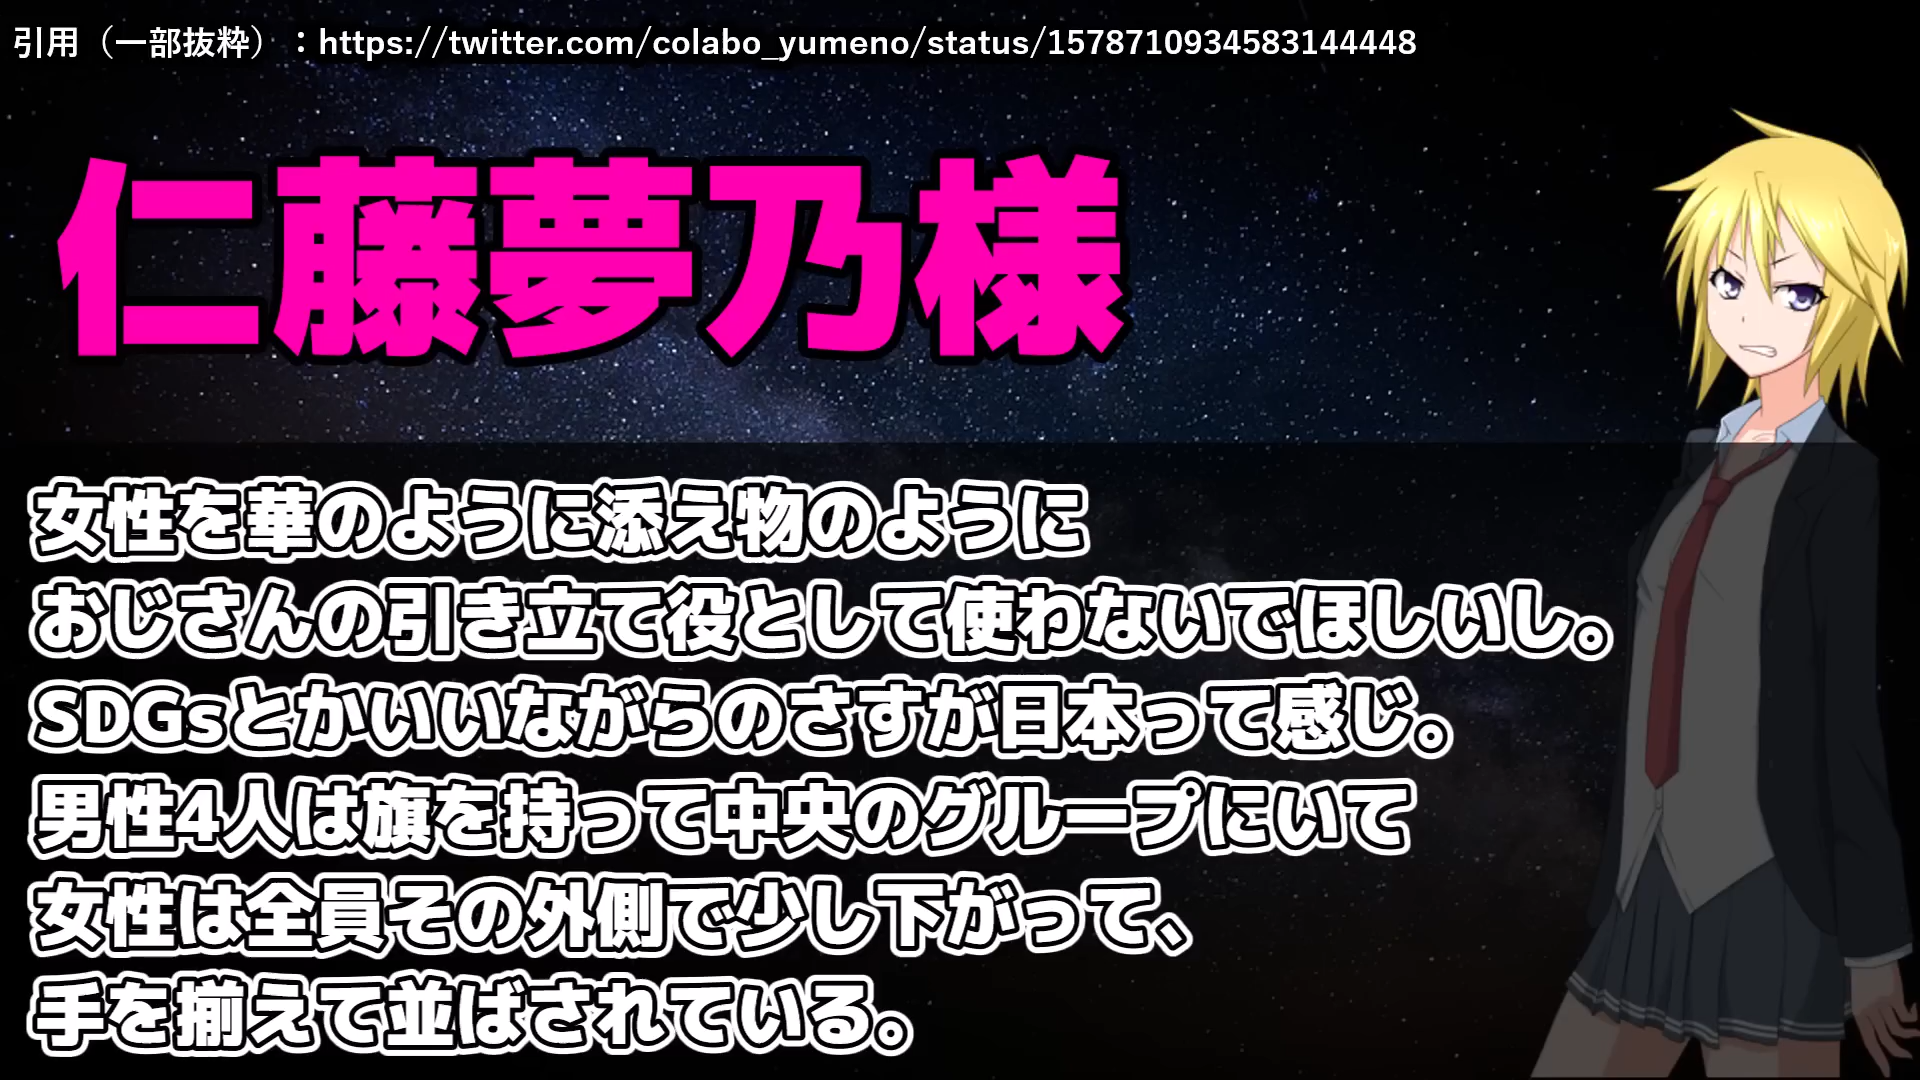 引用（一部抜粋）：https://twitter.com/colabo_yumeno/status/1578710934583144448
仁藤夢乃様
女性を華のように添え物のように
おじさんの引き立て役として使わないでほしいし。
SDGsとかいいながらのさすが日本って感じ。
男性4人は旗を持って中央のグループにいて
女性は全員その外側で少し下がって、
手を揃えて並ばされている。